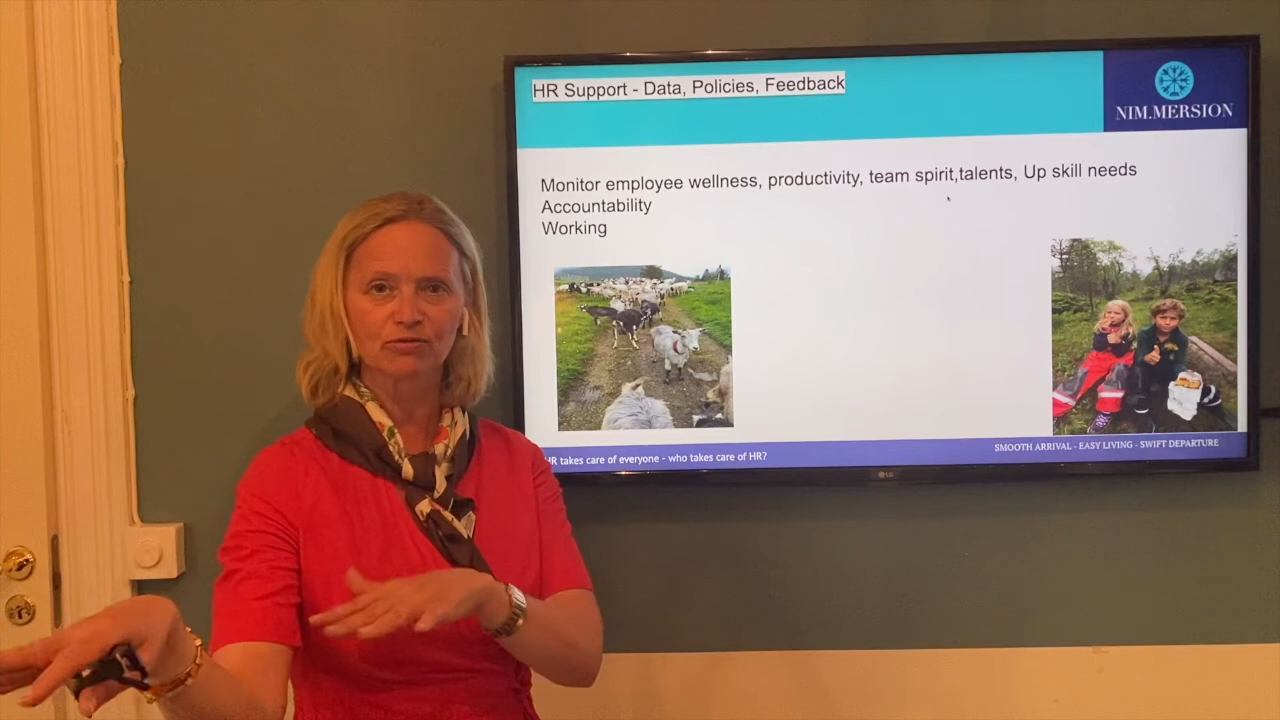 HR Support - Data, Policies, Feedback
NIM.MERSION
Monitor employee wellness, productivity, team spirit,talents, Up skill needs
Accountability
Working
HR takes care of everyone - who takes care of HR?
SMOOTH ARRIVAL - EASY LIVING - SWIFT DEPARTURE
LG